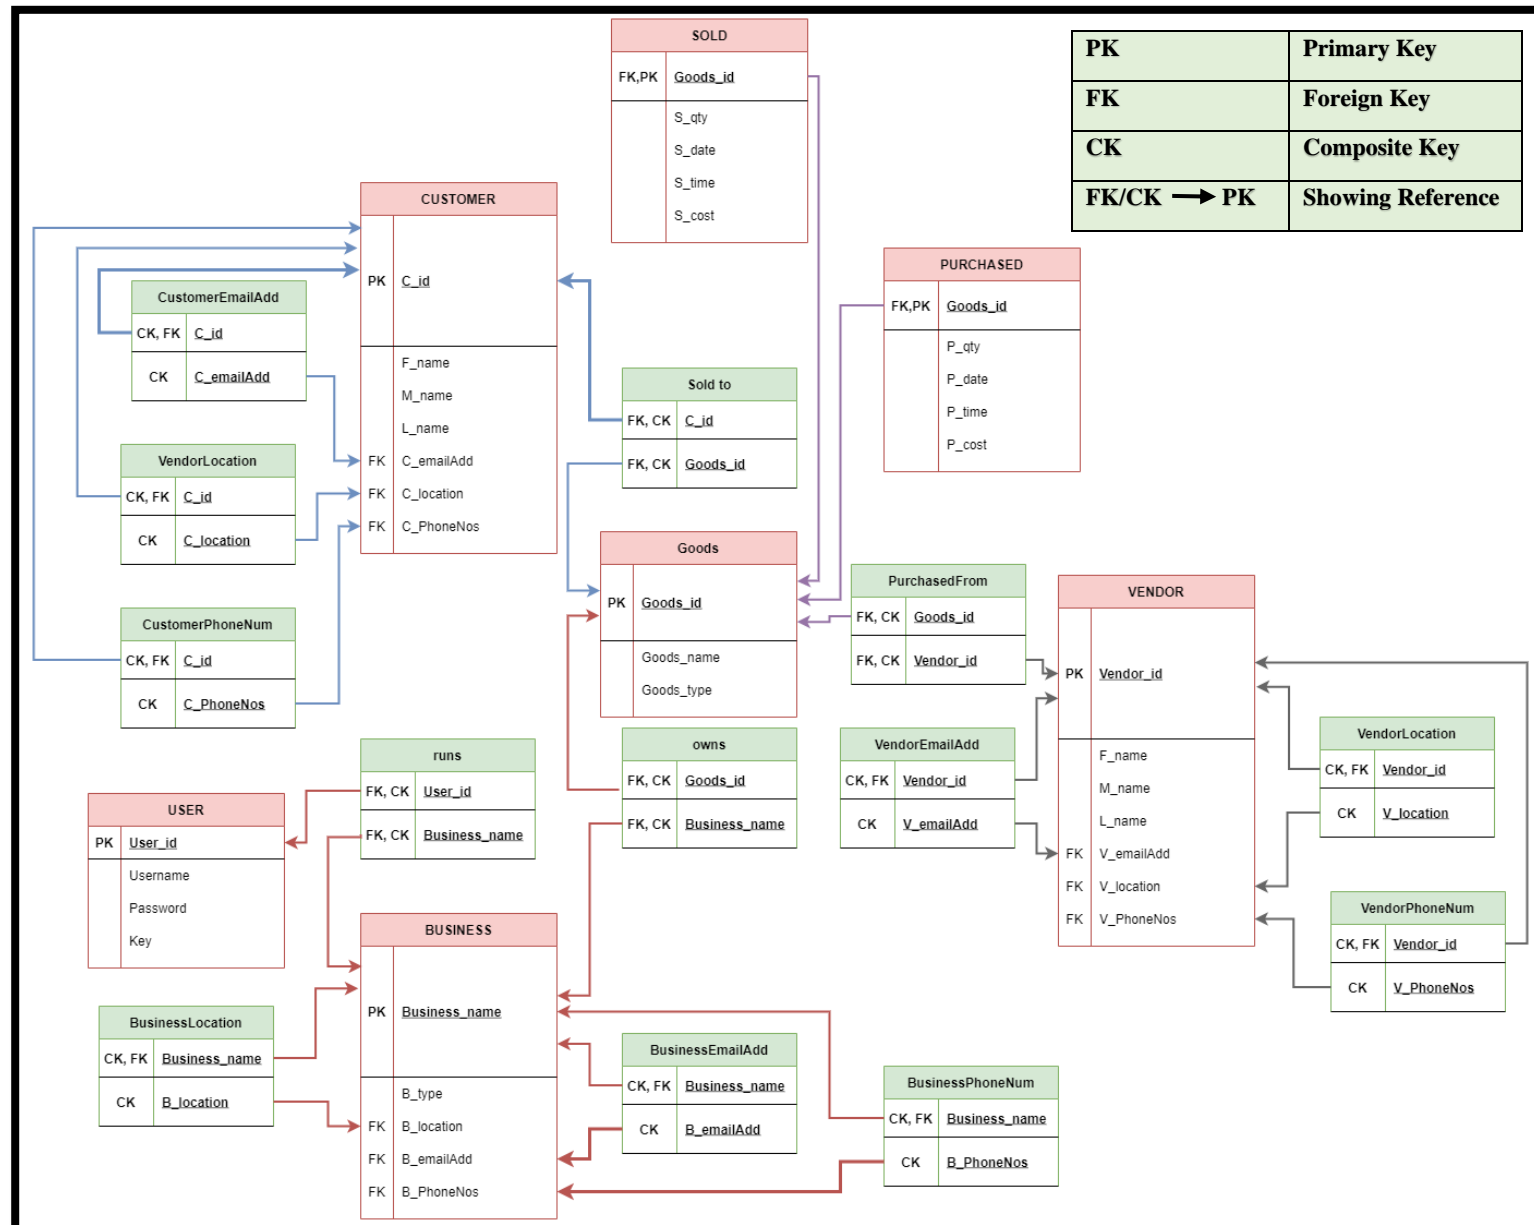 SOLD
FK,PK Goods_id
S_qty
S_date
S_time
S_cost
PK Primary Key
FK Foreign Key
CK Composite Key
FK/CK → PK Showing Reference
CUSTOMER
PK C_id
F_name
M_name
L_name
FK C_emailAdd
FK C_location
FK C_PhoneNos
PURCHASED
FK,PK Goods_id
P_qty
P_date
P_time
P_cost
CustomerEmailAdd
CK, FK C_id
CK C_emailAdd
Sold to
FK, CK C_id
FK, CK Goods_id
VendorLocation
CK, FK C_id
CK C_location
Goods
PK Goods_id
Goods_name
Goods_type
PurchasedFrom
FK, CK Goods_id
FK, CK Vendor_id
VENDOR
PK Vendor_id
F_name
M_name
L_name
FK V_emailAdd
FK V_location
FK V_PhoneNos
CustomerPhoneNum
CK, FK C_id
CK C_PhoneNos
VendorLocation
CK, FK Vendor_id
CK V_location
runs
FK, CK User_id
FK, CK Business_name
owns
FK, CK Goods_id
FK, CK Business_name
VendorEmailAdd
CK, FK Vendor_id
CK V_emailAdd
USER
PK User_id
Username
Password
Key
VendorPhoneNum
CK, FK Vendor_id
CK V_PhoneNos
BUSINESS
PK Business_name
B_type
FK B_location
FK B_emailAdd
FK B_PhoneNos
BusinessLocation
CK, FK Business_name
CK B_location
BusinessEmailAdd
CK, FK Business_name
CK B_emailAdd
BusinessPhoneNum
CK, FK Business_name
CK B_PhoneNos